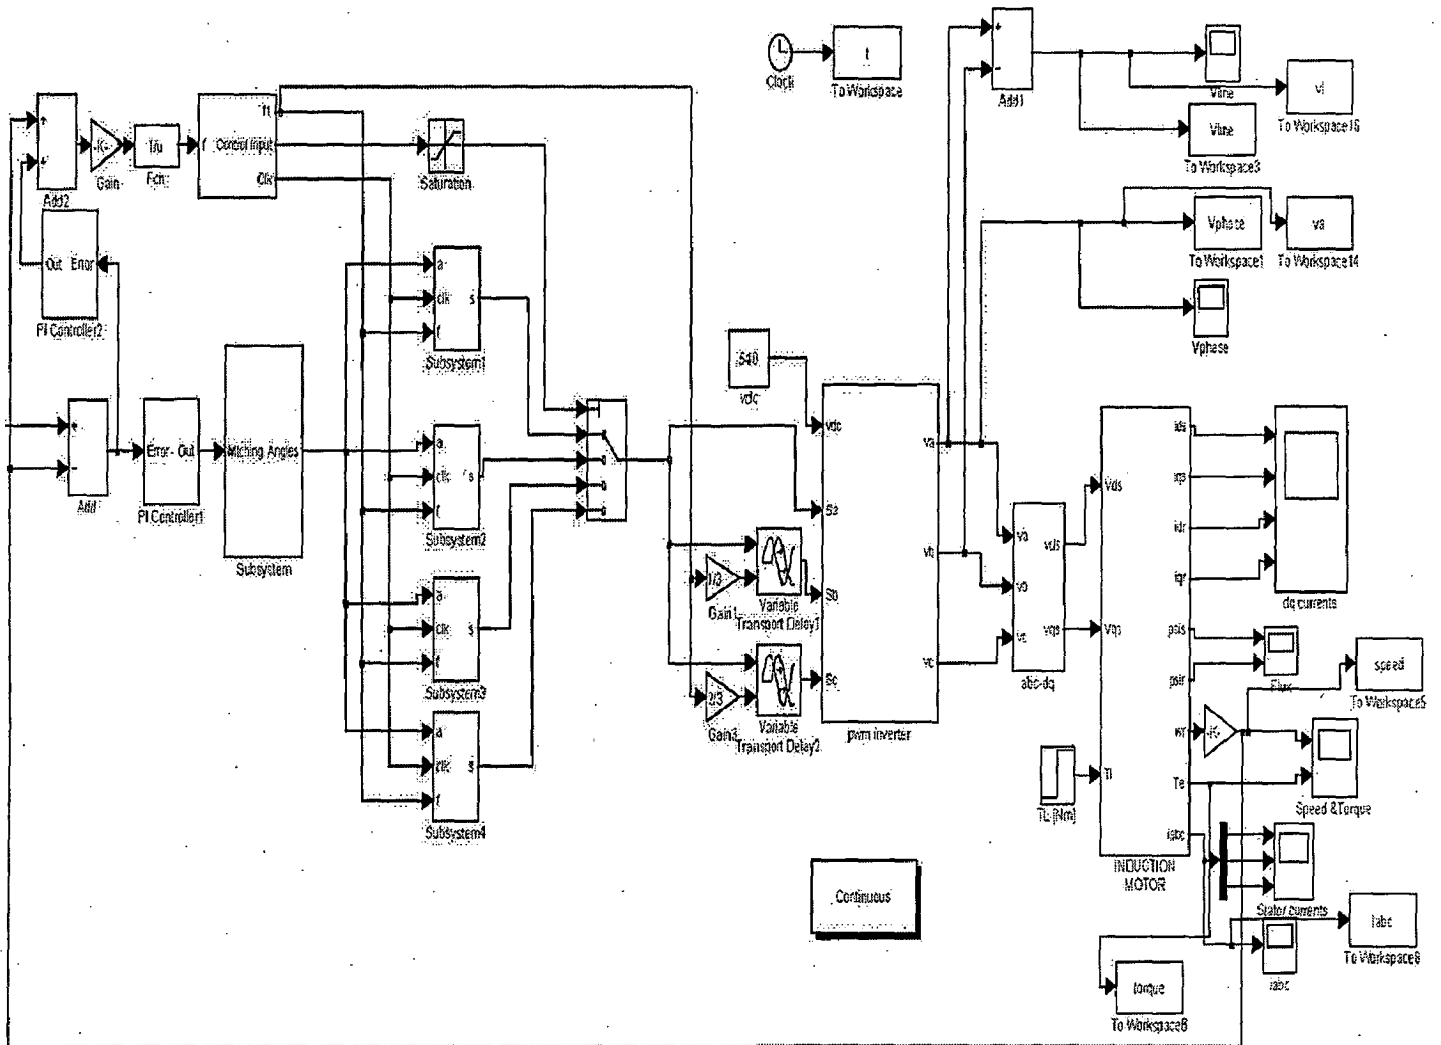 Clock
t
To Workspace
Add1
Vline
vl
To Workspace16
Vline
To Workspace3
Add2
-K-
Gain
1/u
Fcn
f
Control Input
Clk
Saturation
Out
Error
PI Controller2
Vphase
To Workspace1
va
To Workspace14
Vphase
a
clk
f
s
Subsystem1
540
vdc
Add
Error
Out
PI Controller1
Angles
Subsystem
a
clk
f
s
Subsystem2
a
clk
f
s
Subsystem3
a
clk
f
s
Subsystem4
1/3
Gain1
Variable
Transport Delay1
2/3
Gain3
Variable
Transport Delay2
vdc
Sa
Sb
Sc
va
vb
vc
pwm inverter
va
vb
vc
vds
vqs
abc-dq
Vds
Vqs
Tl
ids
iqs
idr
iqr
psis
psir
wr
Te
iabc
INDUCTION
MOTOR
dq currents
Flux
speed
To Workspace5
-K-
Speed &Torque
TL [Nm]
Stator currents
iabc
iabc
To Workspace8
torque
To Workspace6
Continuous